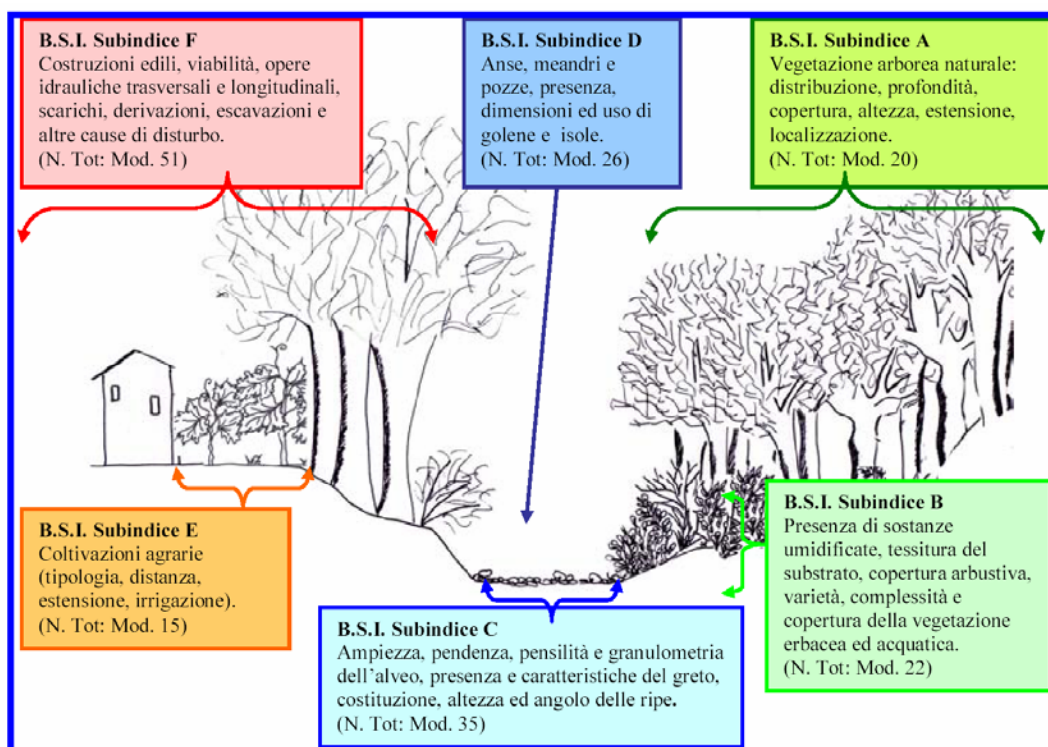 B.S.I. Subindice F
Costruzioni edili, viabilità, opere
idrauliche trasversali e longitudinali,
scarichi, derivazioni, escavazioni e
altre cause di disturbo.
(N. Tot: Mod. 51)
B.S.I. Subindice D
Anse, meandri e
pozze, presenza,
dimensioni ed uso di
golene e isole.
(N. Tot: Mod. 26)
B.S.I. Subindice A
Vegetazione arborea naturale:
distribuzione, profondità,
copertura, altezza, estensione,
localizzazione.
(N. Tot: Mod. 20)
B.S.I. Subindice E
Coltivazioni agrarie
(tipologia, distanza,
estensione, irrigazione).
(N. Tot: Mod. 15)
B.S.I. Subindice C
Ampiezza, pendenza, pensilità e granulometria
dell'alveo, presenza e caratteristiche del greto,
costituzione, altezza ed angolo delle ripe.
(N. Tot: Mod. 35)
B.S.I. Subindice B
Presenza di sostanze
umidificate, tessitura del
substrato, copertura arbustiva,
varietà, complessità e
copertura della vegetazione
erbacea ed acquatica.
(N. Tot: Mod. 22)